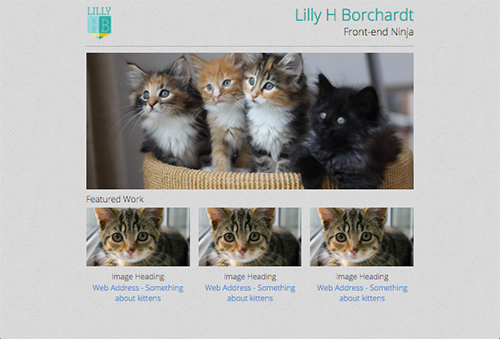 LILLY
H B
Lilly H Borchardt
Front-end Ninja
Featured Work
Image Heading
Web Address - Something
about kittens
Image Heading
Web Address - Something
about kittens
Image Heading
Web Address - Something
about kittens